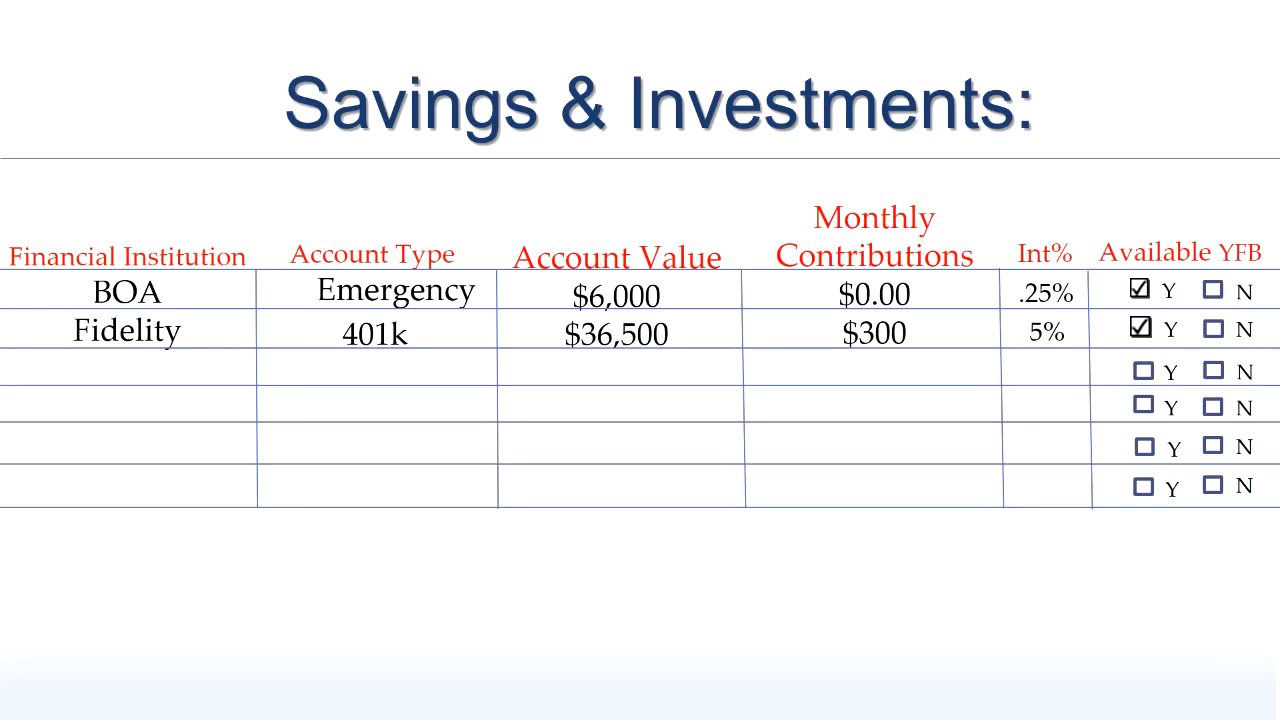 Savings & Investments:
Financial Institution Account Type Account Value Monthly Contributions Int% Available YFB
BOA Emergency $6,000 $0.00 .25% ☑ Y ☐ N
Fidelity 401k $36,500 $300 5% ☑ Y ☐ N
☐ Y ☐ N
☐ Y ☐ N
☐ Y ☐ N
☐ Y ☐ N